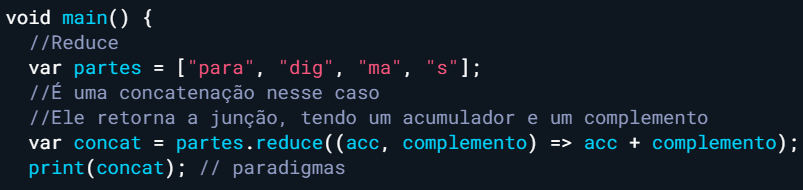 void main() {
//Reduce
var partes = ["para", "dig", "ma", "s"];
//É uma concatenação nesse caso
//Ele retorna a junção, tendo um acumulador e um complemento
var concat = partes.reduce((acc, complemento) => acc + complemento);
print(concat); // paradigmas